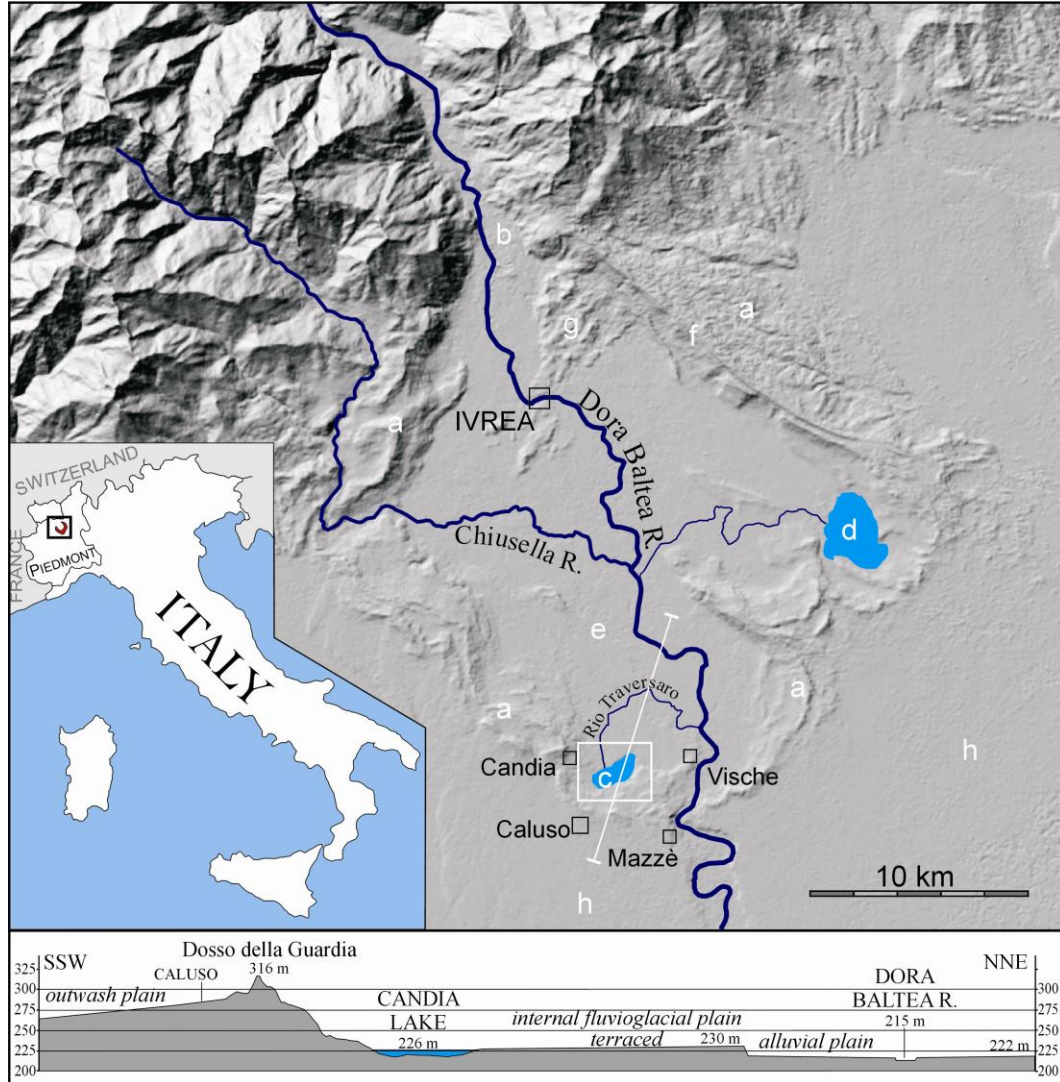 b
a
g
f
IVREA
Dora Baltea R.
a
SWITZERLAND
FRANCE
PIEDMONT
ITALY
Chiusella R.
d
e
a
a
Rio Traversaro
h
Candia
c
Vische
Caluso
Mazzè
10 km
h
SSW
Dosso della Guardia
NNE
CALUSO
316 m
DORA
325
300
300
outwash plain
CANDIA
BALTEA R.
275
275
LAKE
internal fluvioglacial plain
215 m
250
250
226 m
terraced
230 m
alluvial plain
222 m
225
225
200
200